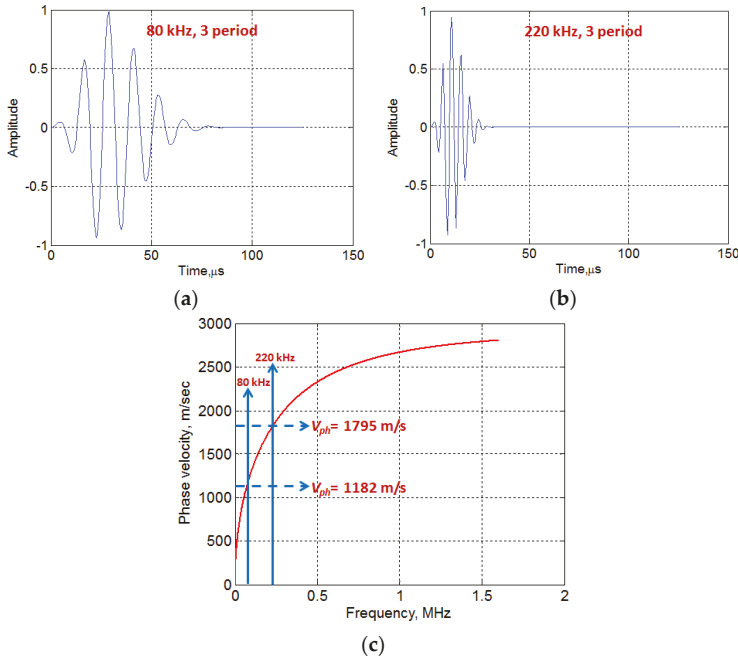 80 kHz, 3 period
1
0.5
0
-0.5
-1
Amplitude
0
50
100
150
Time,μs
(a)
220 kHz, 3 period
1
0.5
0
-0.5
-1
Amplitude
0
50
100
150
Time,μs
(b)
3000
2500
2000
1500
1000
500
0
Phase velocity, m/sec
80 kHz
220 kHz
Vph= 1795 m/s
Vph= 1182 m/s
0
0.5
1
1.5
2
Frequency, MHz
(c)